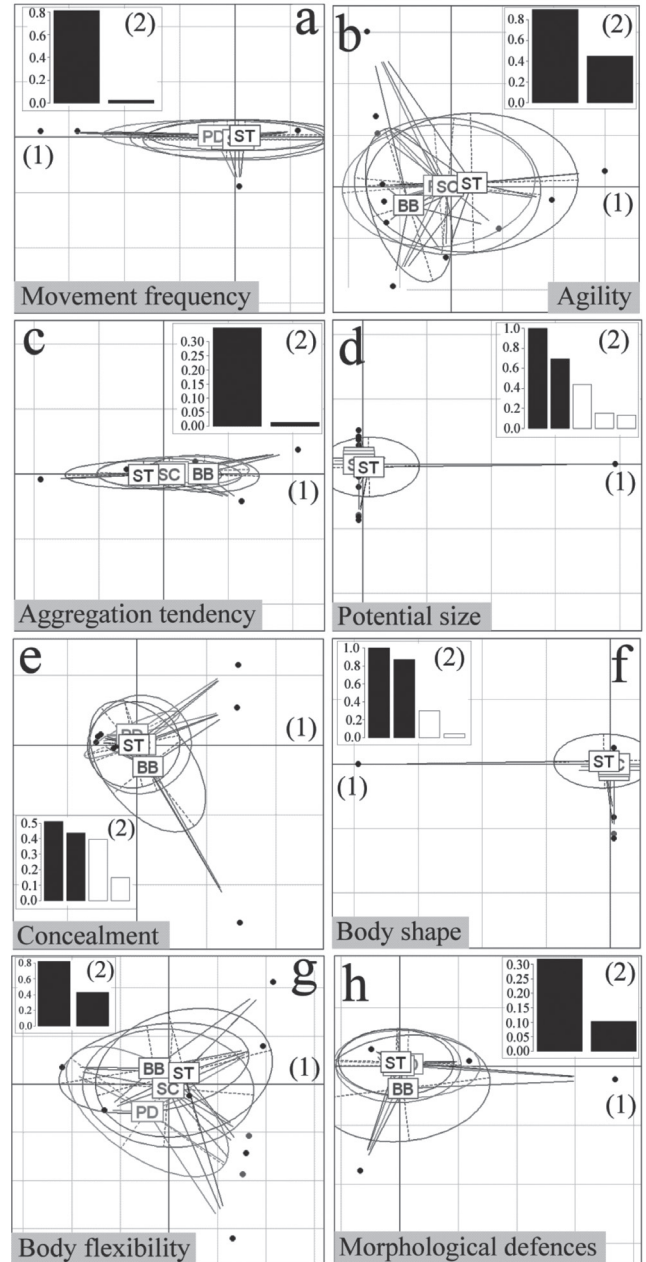 0.8
0.6
0.4
0.2
0.0
(2)
a
PD
ST
(1)
Movement frequency
b
0.8
0.6
0.4
0.2
0.0
(2)
SC
ST
BB
(1)
Agility
c
0.30
0.25
0.20
0.15
0.10
0.05
0.00
(2)
ST
SC
BB
(1)
Aggregation tendency
d
1.0
0.8
0.6
0.4
0.2
0.0
(2)
ST
(1)
Potential size
e
(1)
ST
BB
0.5
0.4
0.3
0.2
0.1
0.0
(2)
Concealment
1.0
0.8
0.6
0.4
0.2
0.0
(2)
f
ST
C
(1)
Body shape
0.8
0.6
0.4
0.2
0.0
(2)
g
(1)
BB
ST
SC
PD
Body flexibility
h
0.30
0.25
0.20
0.15
0.10
0.05
0.00
(2)
ST
BB
(1)
Morphological defences